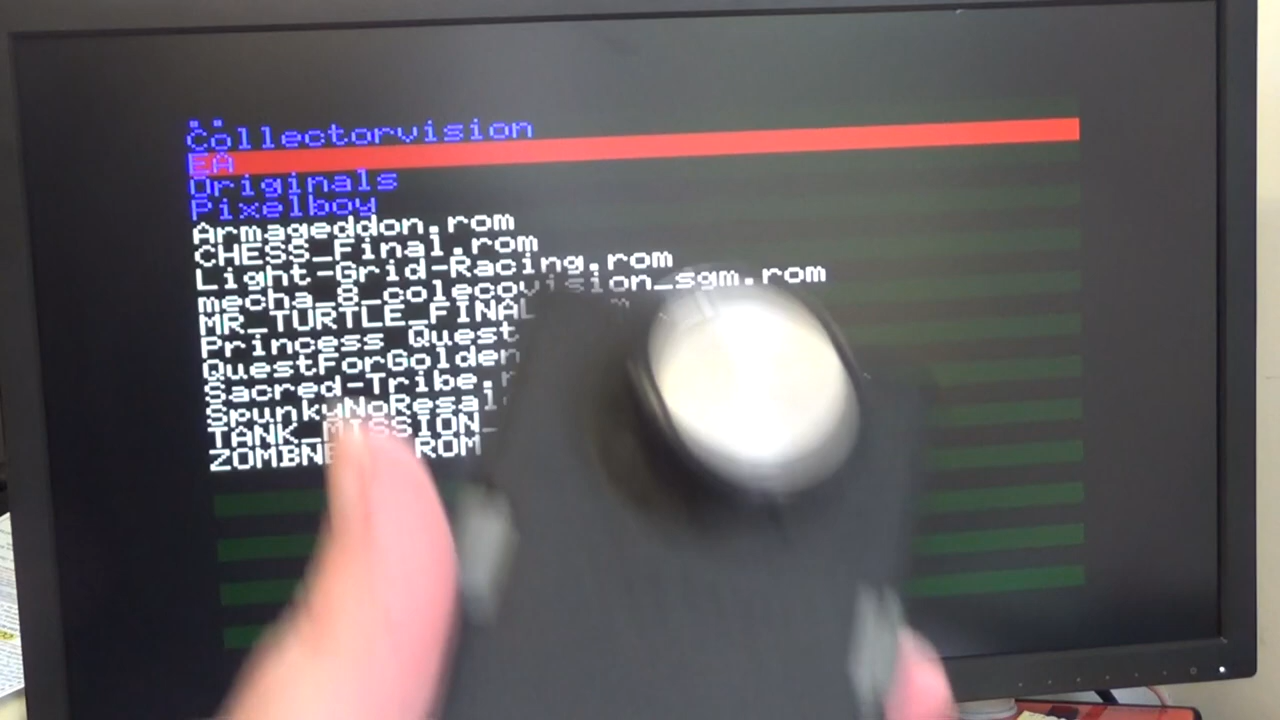 ..
Collectorvision
EA
Originals
Pixelboy
Armageddon.rom
CHESS_Final.rom
Light-Grid-Racing.rom
mecha_8_colecovision_sgm.rom
MR_TURTLE_FINAL
Princess Quest
QuestForGolden
Sacred-Tribe.
SpunkyNoResal
TANK_MISSION_
ROM